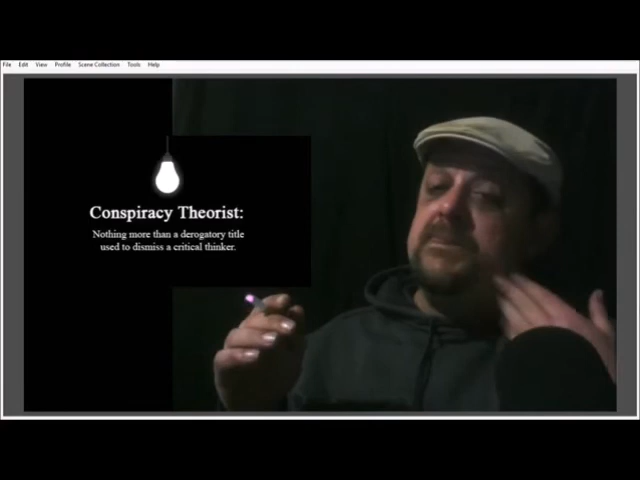 File Edit View Profile Scene Collection Tools Help
Conspiracy Theorist:
Nothing more than a derogatory title
used to dismiss a critical thinker.